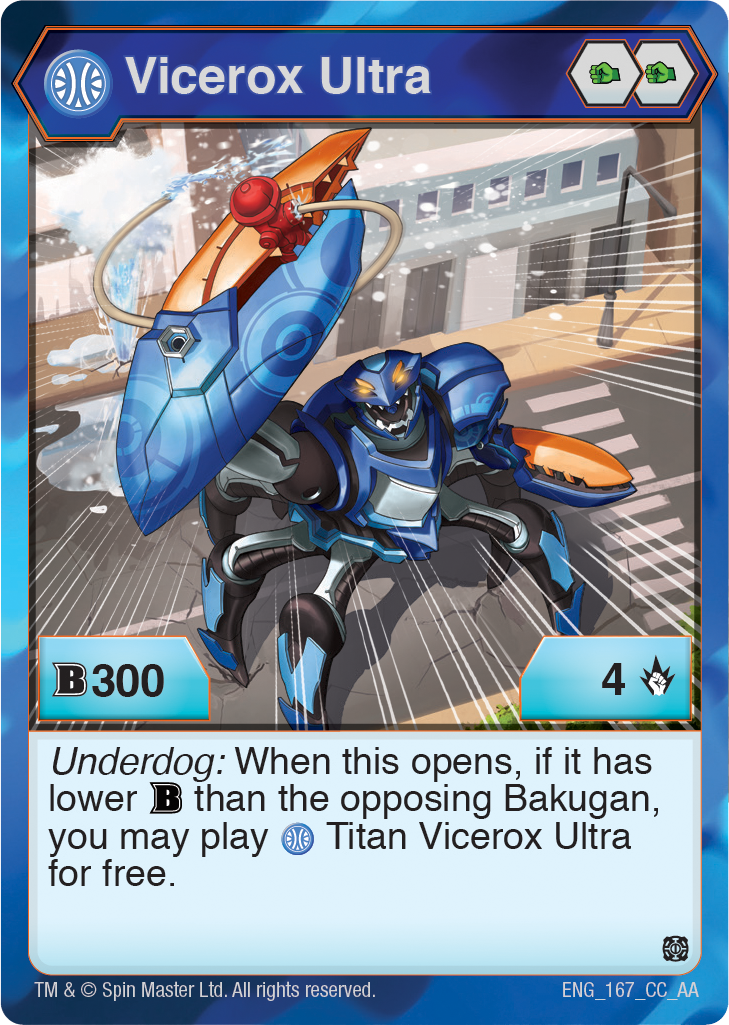 Vicerox Ultra
B 300
4
Underdog: When this opens, if it has
lower B than the opposing Bakugan,
you may play Titan Vicerox Ultra
for free.
TM & © Spin Master Ltd. All rights reserved.
ENG_167_CC_AA